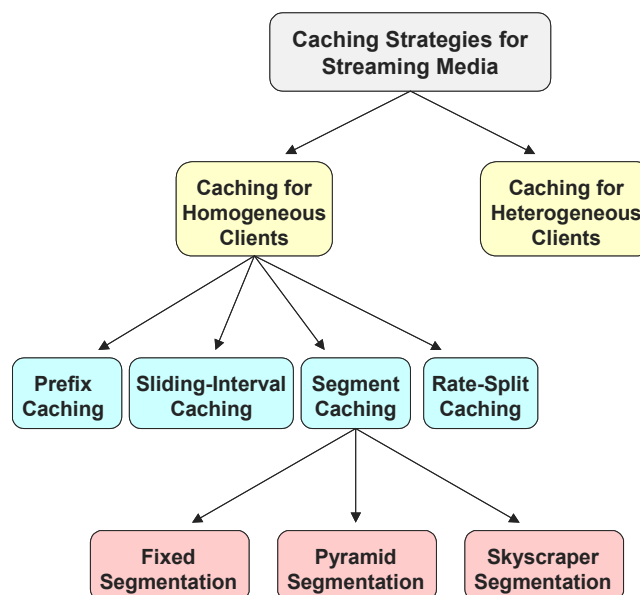 Caching Strategies for
Streaming Media
Caching for
Homogeneous
Clients
Caching for
Heterogeneous
Clients
Prefix
Caching
Sliding-Interval
Caching
Segment
Caching
Rate-Split
Caching
Fixed
Segmentation
Pyramid
Segmentation
Skyscraper
Segmentation